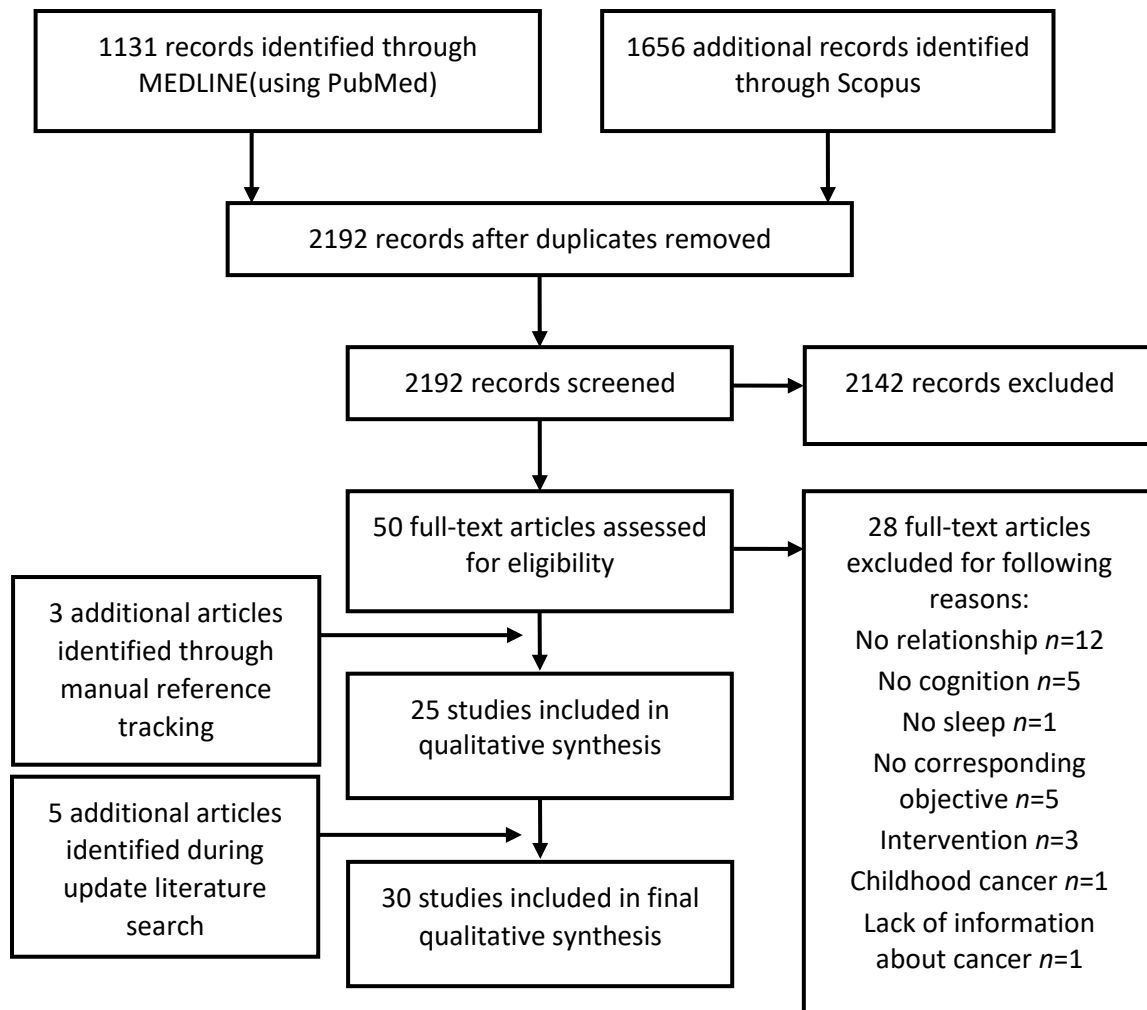 1131 records identified through
MEDLINE(using PubMed)
1656 additional records identified
through Scopus
2192 records after duplicates removed
2192 records screened
2142 records excluded
50 full-text articles assessed
for eligibility
28 full-text articles
excluded for following
reasons:
No relationship n=12
No cognition n=5
No sleep n=1
No corresponding
objective n=5
Intervention n=3
Childhood cancer n=1
Lack of information
about cancer n=1
3 additional articles
identified through
manual reference
tracking
25 studies included in
qualitative synthesis
5 additional articles
identified during
update literature
search
30 studies included in final
qualitative synthesis